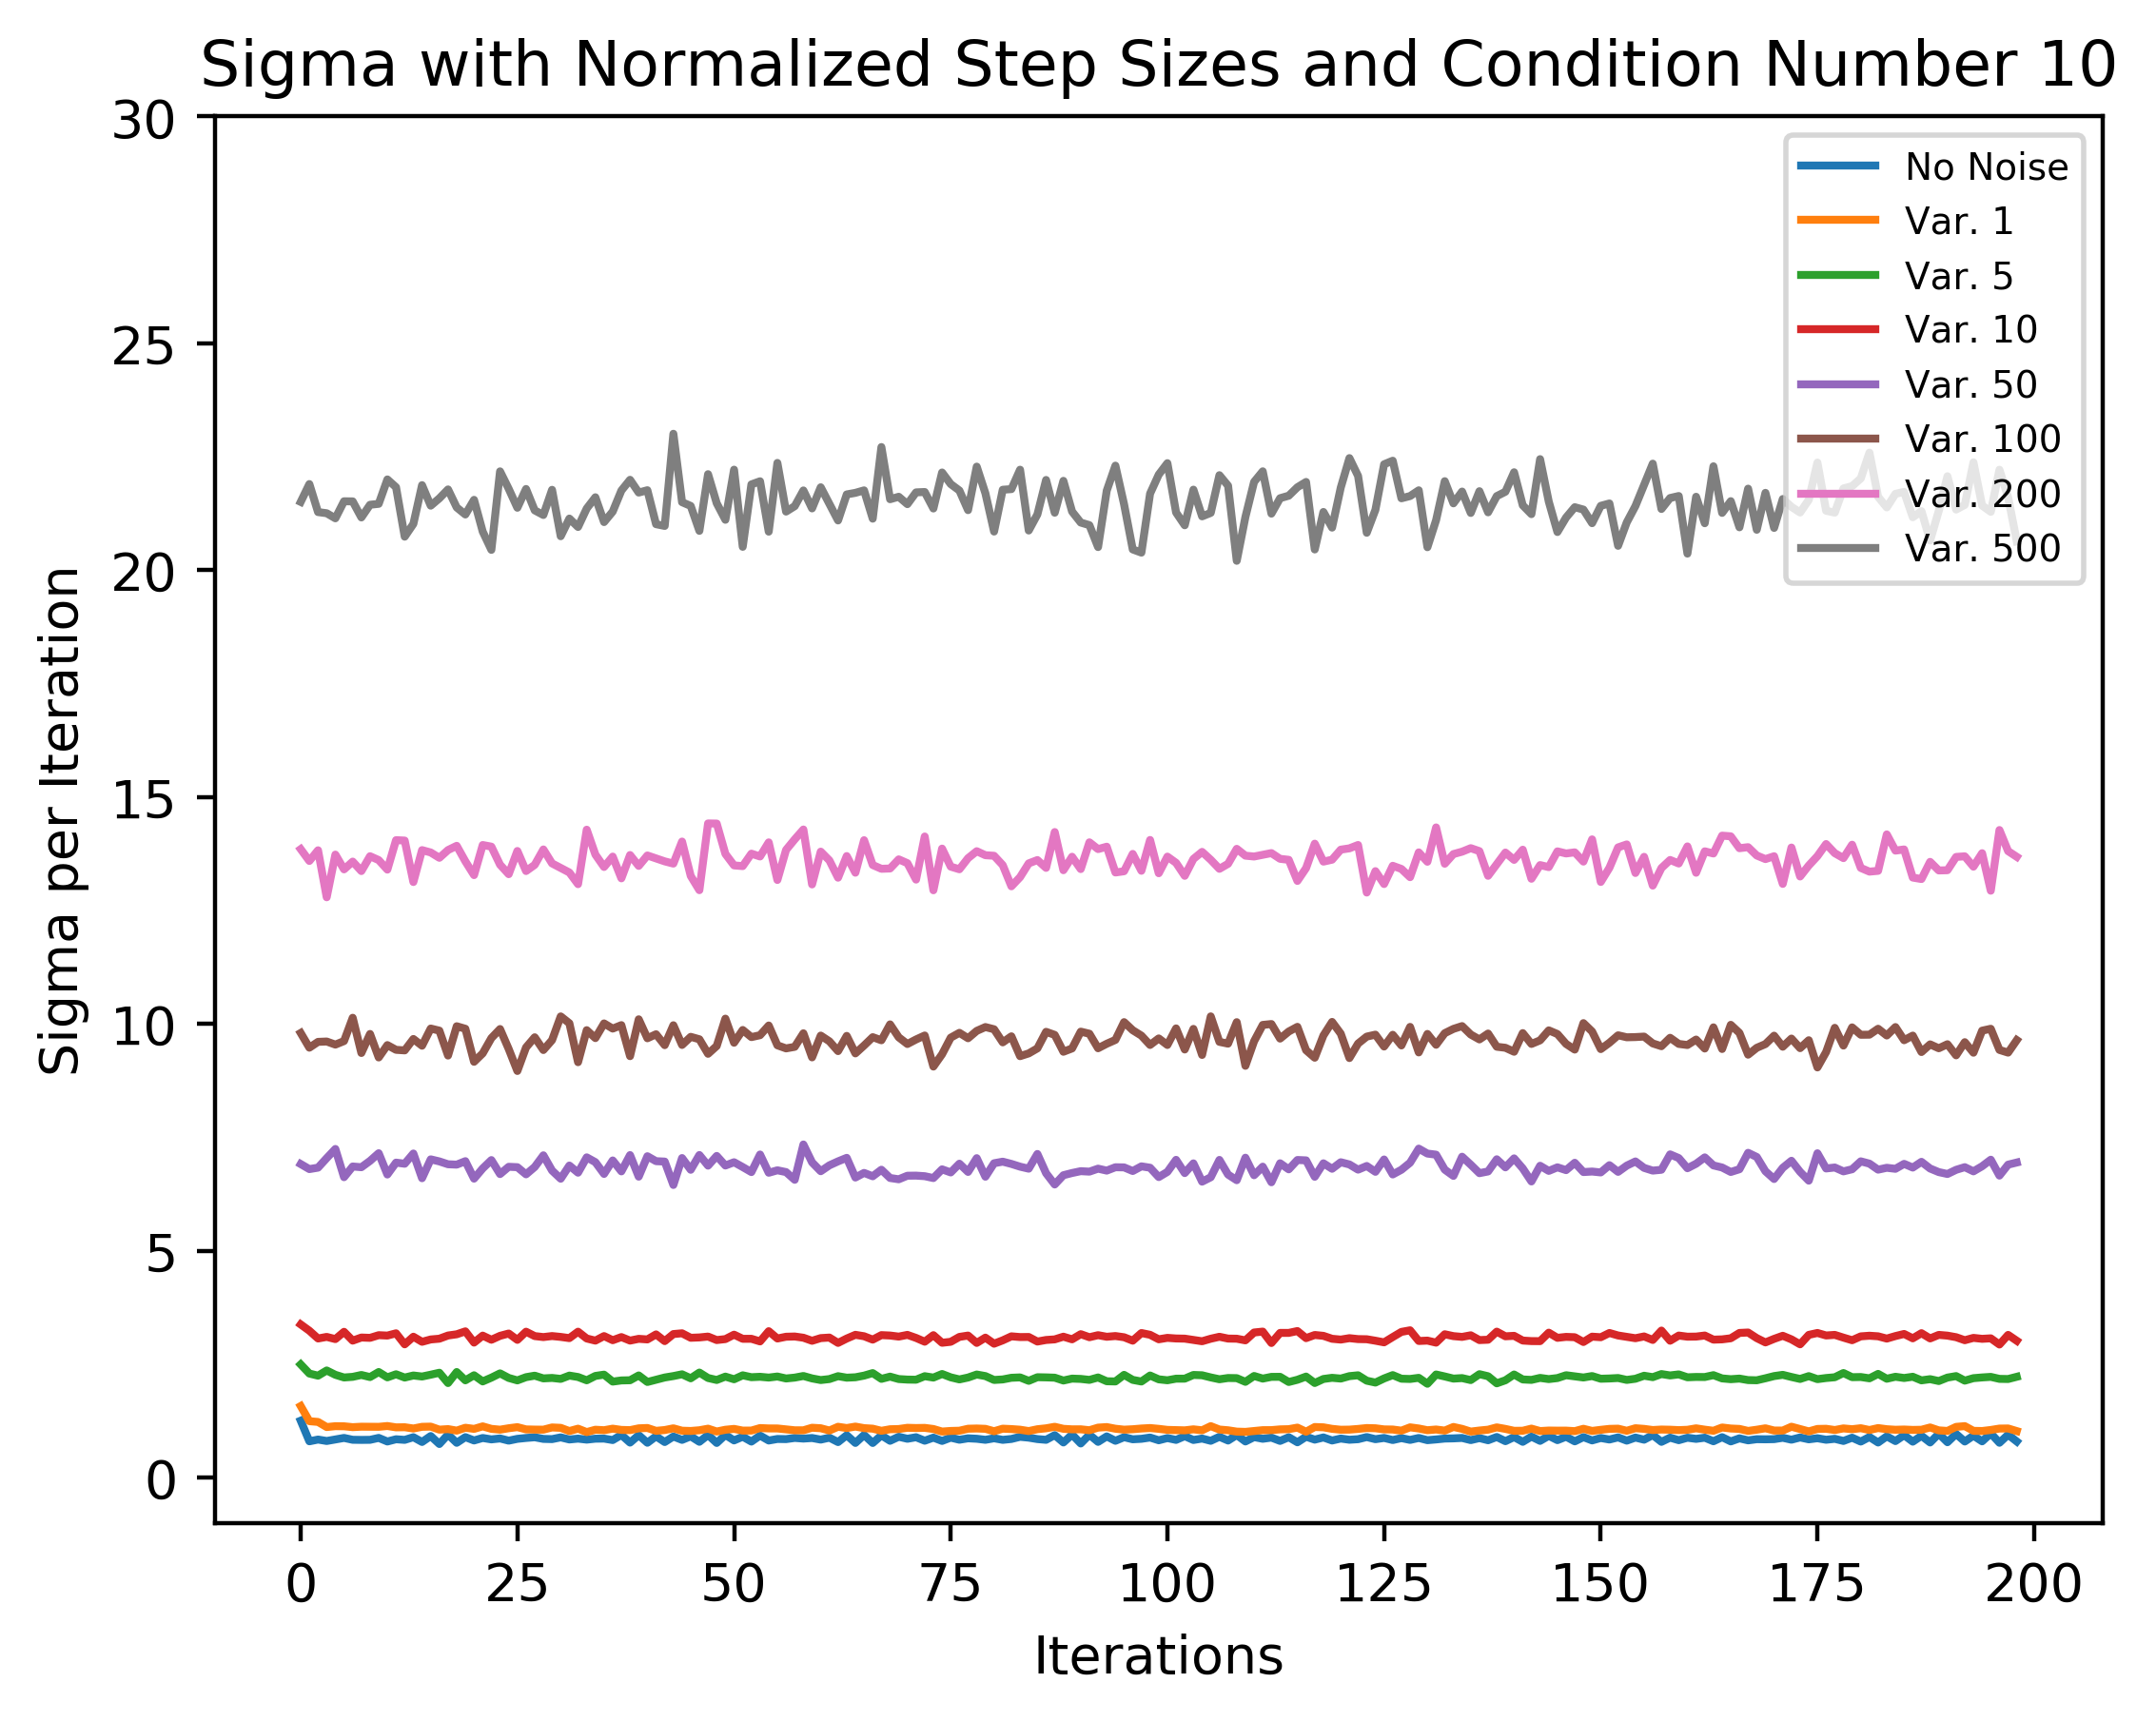 Sigma with Normalized Step Sizes and Condition Number 10
30
25
20
15
10
5
0
Sigma per Iteration
No Noise
Var. 1
Var. 5
Var. 10
Var. 50
Var. 100
Var. 200
Var. 500
0 25 50 75 100 125 150 175 200
Iterations